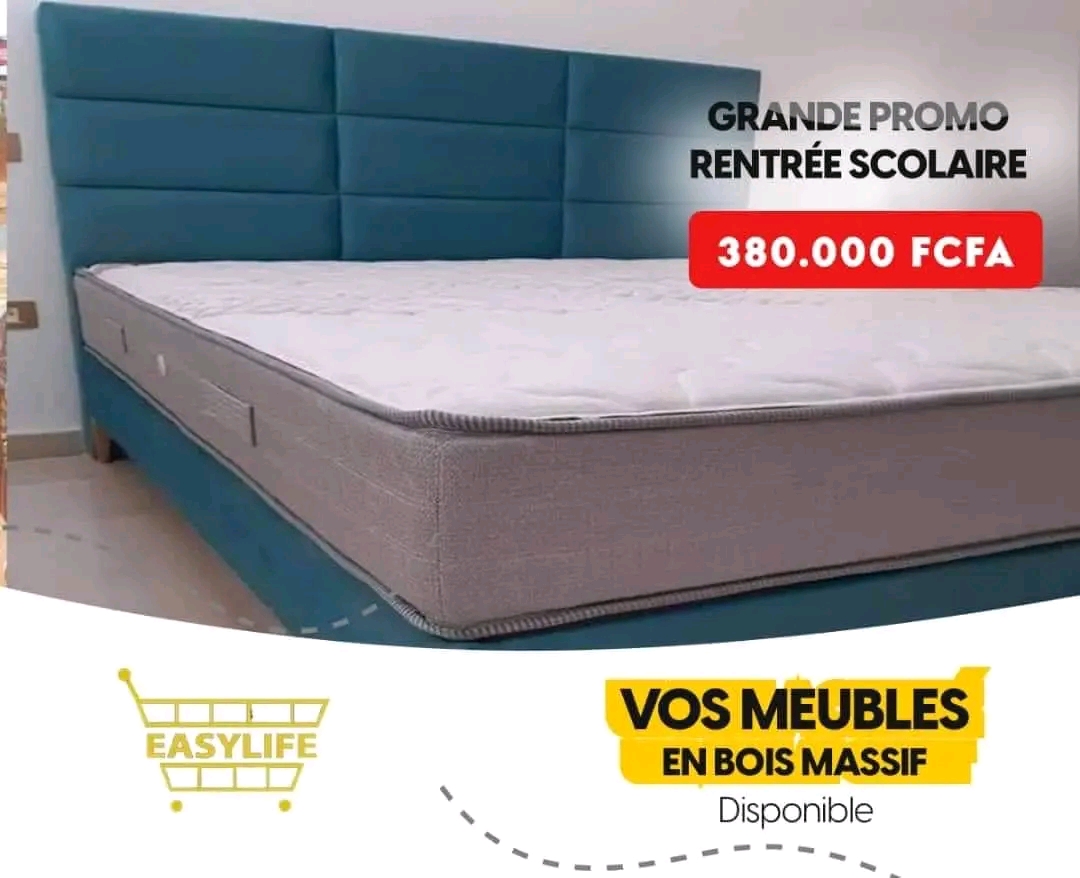 GRANDE PROMO
RENTRÉE SCOLAIRE
380.000 FCFA
EASYLIFE
VOS MEUBLES
EN BOIS MASSIF
Disponible